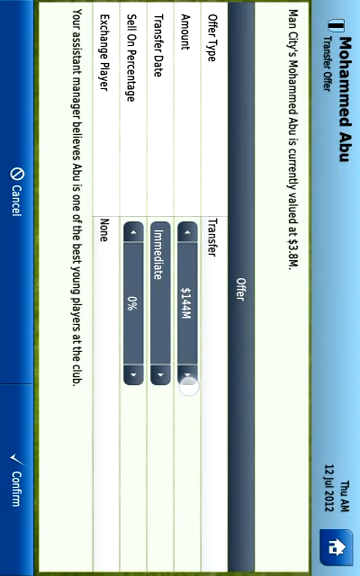 Mohammed Abu
Transfer Offer
Thu AM
12 Jul 2012
Man City's Mohammed Abu is currently valued at $3.8M.
Offer
Offer Type Transfer
Amount $144M
Transfer Date Immediate
Sell On Percentage 0%
Exchange Player None
Your assistant manager believes Abu is one of the best young players at the club.
Cancel Confirm